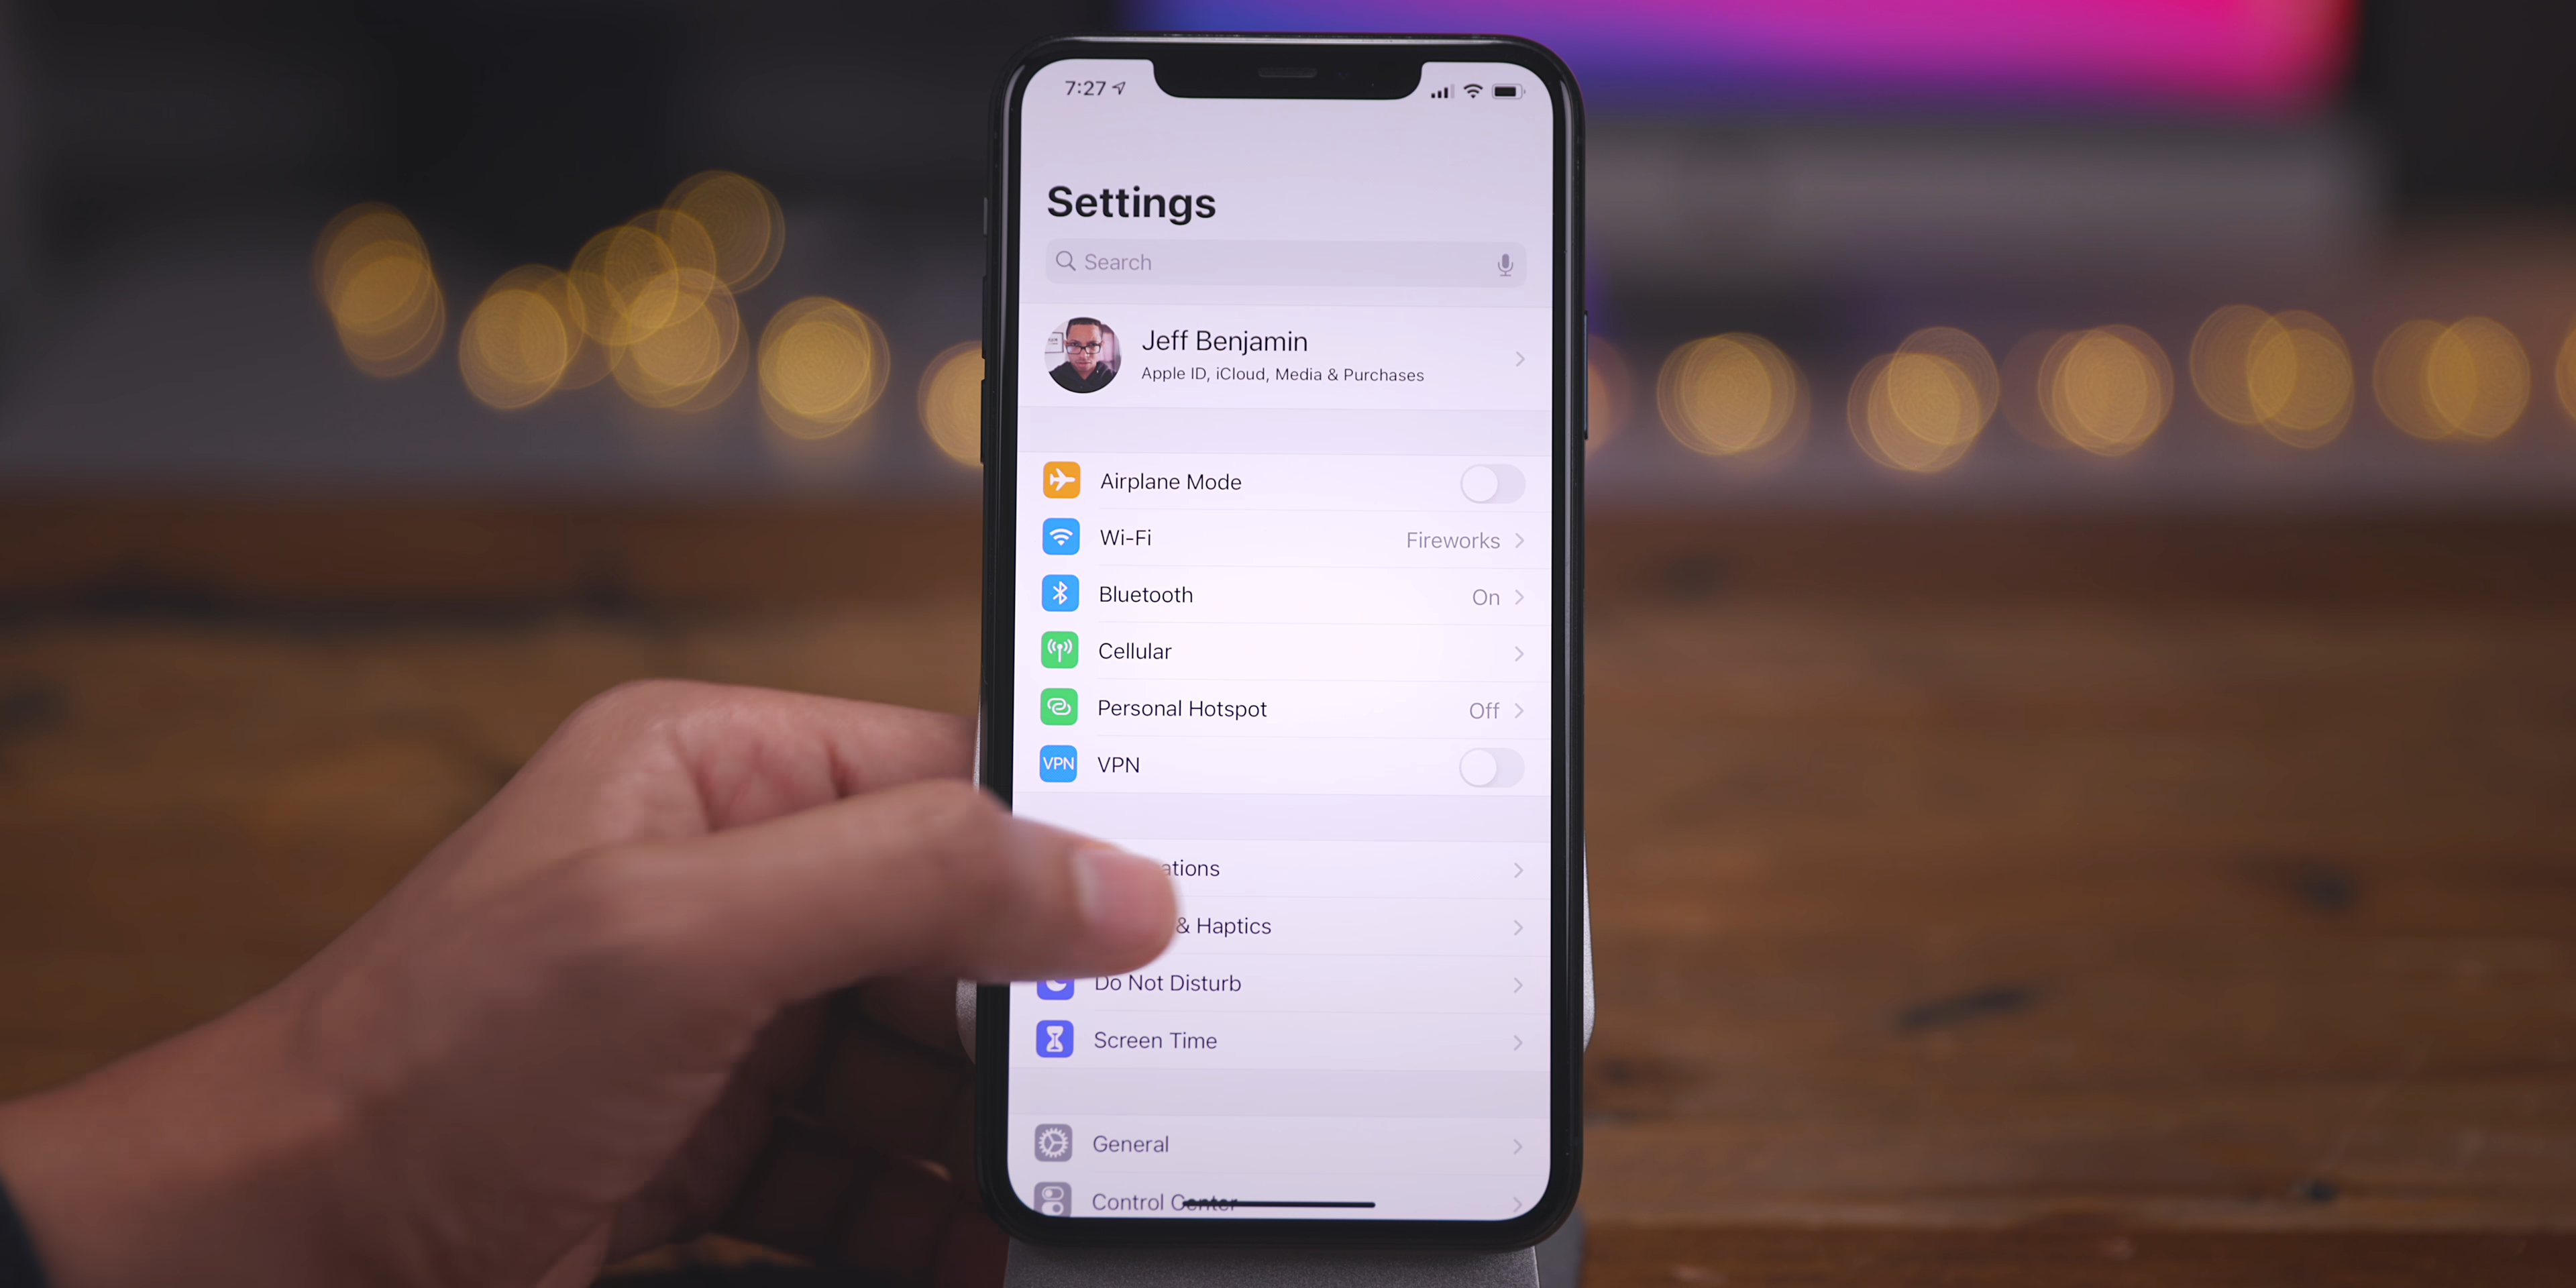 7:27
Settings
Search
Jeff Benjamin
Apple ID, iCloud, Media & Purchases
Airplane Mode
Wi-Fi Fireworks
Bluetooth On
Cellular
Personal Hotspot Off
VPN VPN
ations
& Haptics
Do Not Disturb
Screen Time
General
Control Center